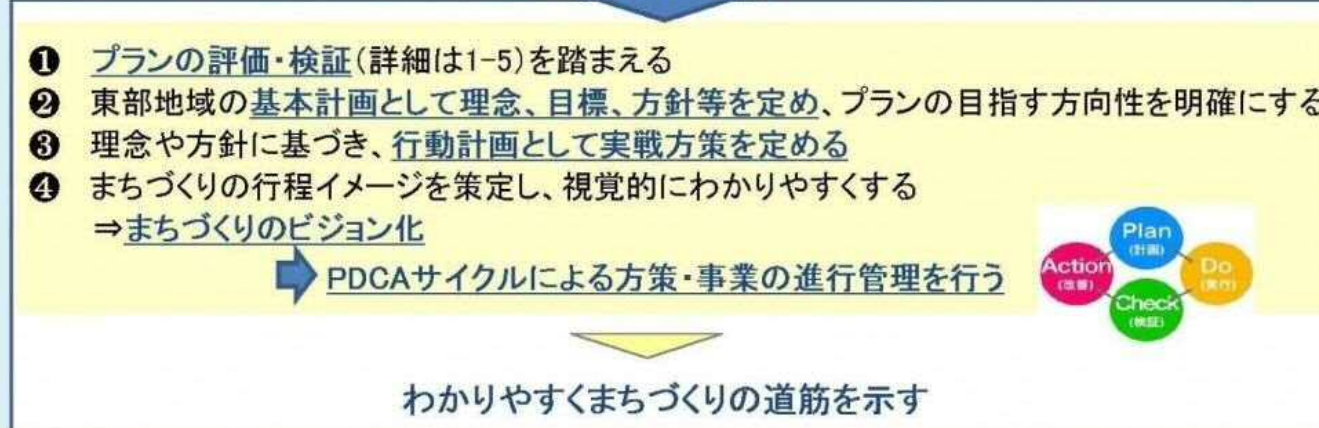 ❶ プランの評価・検証(詳細は1-5)を踏まえる
❷ 東部地域の基本計画として理念、目標、方針等を定め、プランの目指す方向性を明確にする
❸ 理念や方針に基づき、行動計画として実戦方策を定める
❹ まちづくりの行程イメージを策定し、視覚的にわかりやすくする
⇒まちづくりのビジョン化
PDCAサイクルによる方策・事業の進行管理を行う
Plan
(計画)
Action
(改善)
Do
(実行)
Check
(検証)
わかりやすくまちづくりの道筋を示す